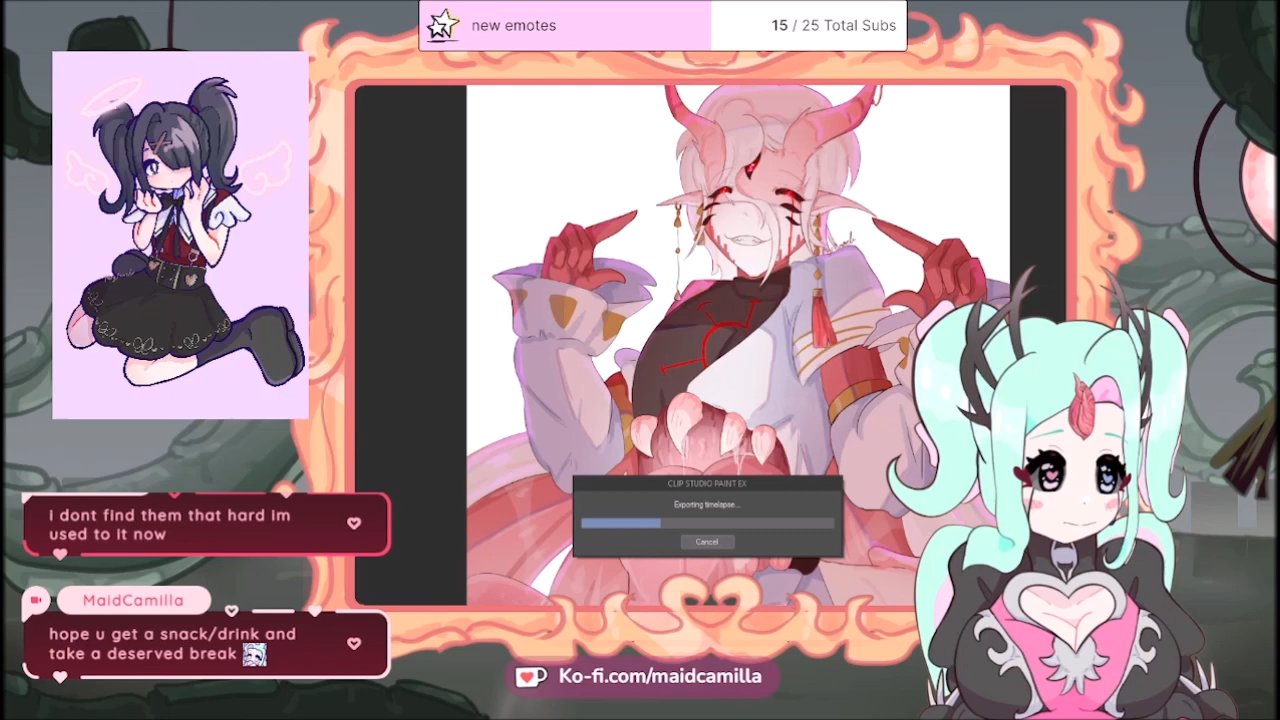 new emotes
15 / 25 Total Subs
i dont find them that hard im
used to it now
MaidCamilla
hope u get a snack/drink and
take a deserved break
CLIP STUDIO PAINT EX
Exporting timelapse...
Cancel
Ko-fi.com/maidcamilla